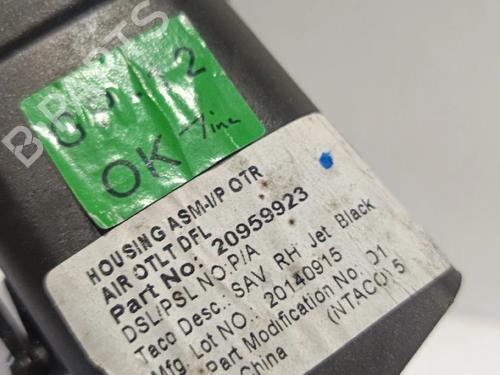 OK
HOUSING ASM-I/P OTR
AIR OTLT DFL
Part No: 20959923
DSL/PSL NO:P/A
Taco Desc.: SAV RH Jet Black
Mfg. Lot NO.: 20140915
Part Modification No.: 01
China (NTACO)15